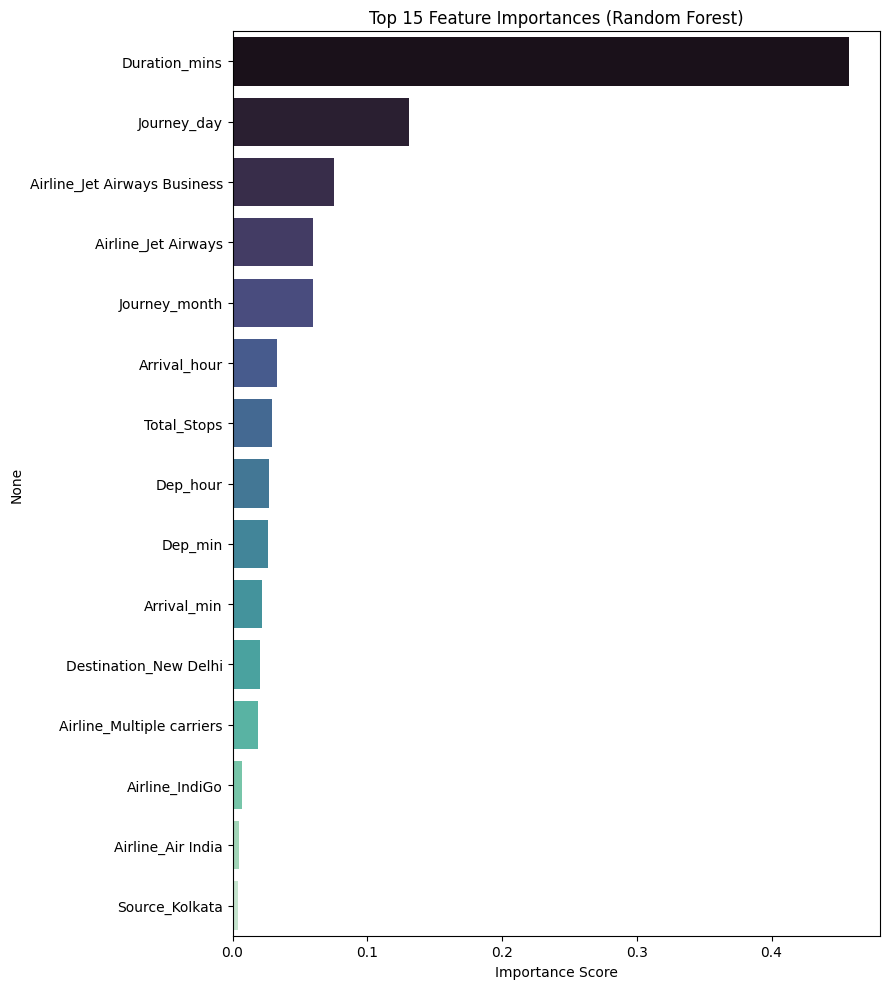 Top 15 Feature Importances (Random Forest)
Duration_mins
Journey_day
Airline_Jet Airways Business
Airline_Jet Airways
Journey_month
Arrival_hour
Total_Stops
Dep_hour
None
Dep_min
Arrival_min
Destination_New Delhi
Airline_Multiple carriers
Airline_IndiGo
Airline_Air India
Source_Kolkata
0.0 0.1 0.2 0.3 0.4
Importance Score